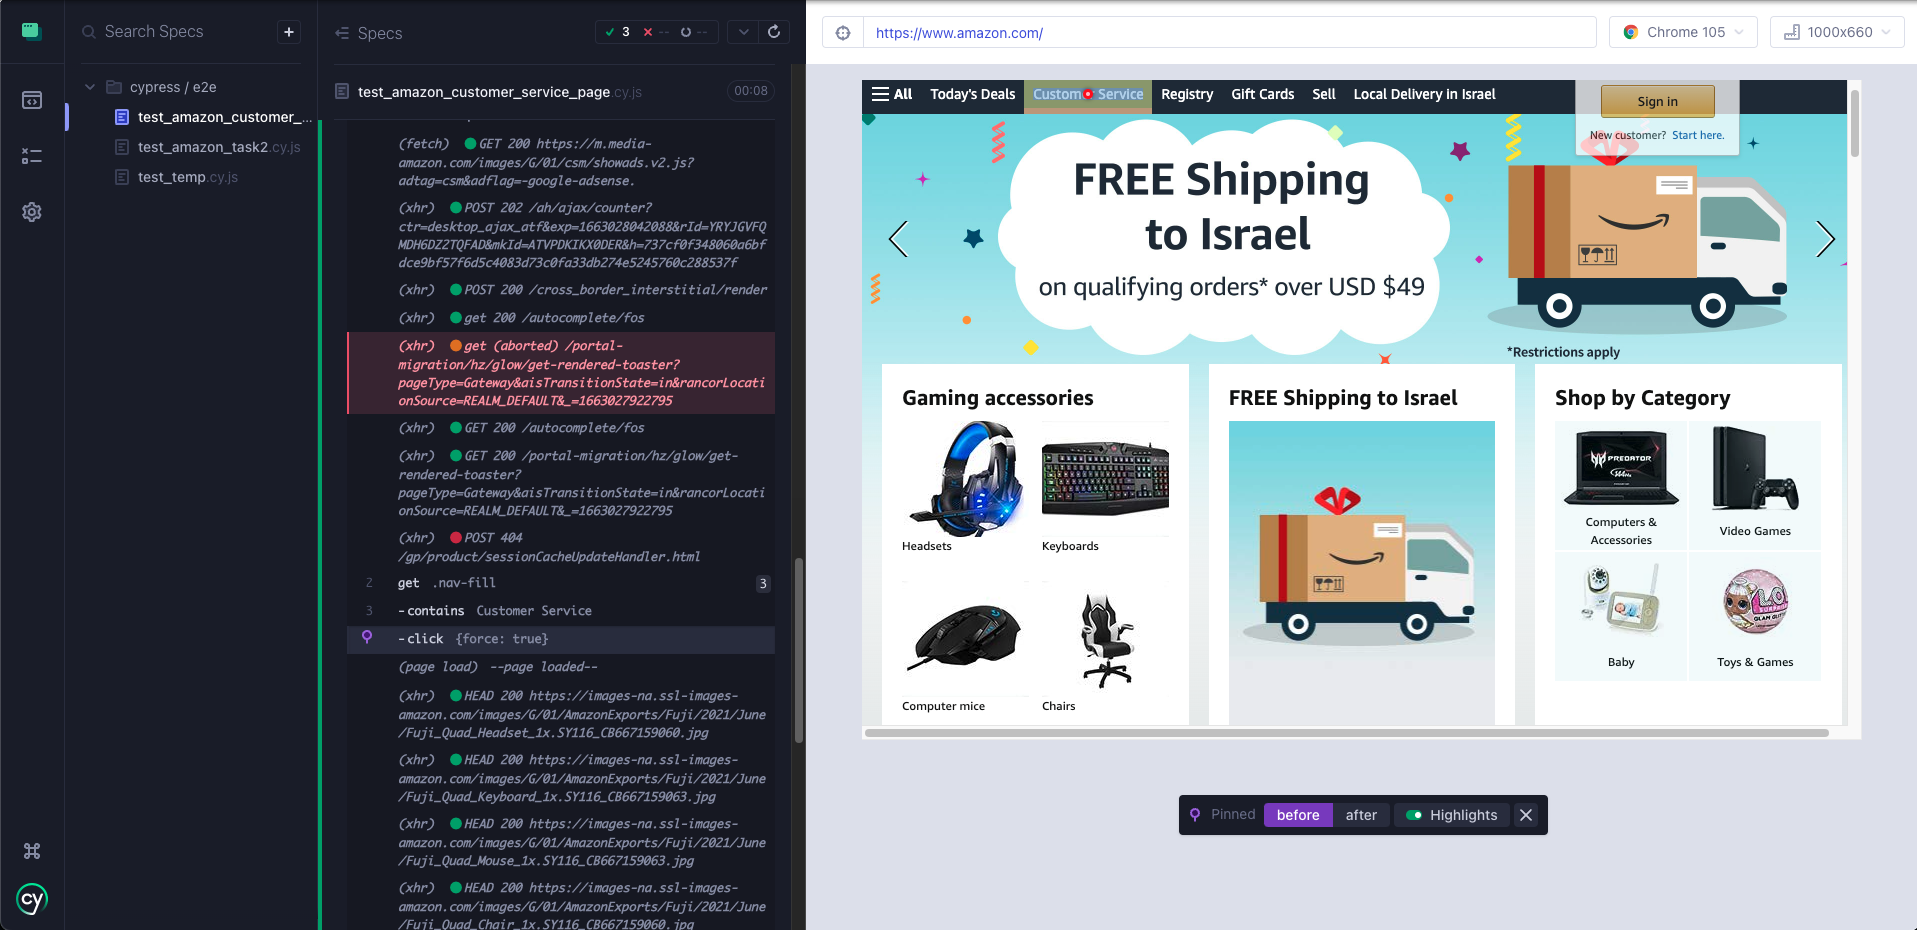 Search Specs
+
cypress / e2e
test_amazon_customer_...
test_amazon_task2.cy.js
test_temp.cy.js
cy
Specs
3 -- --
test_amazon_customer_service_page.cy.js 00:08
(fetch) GET 200 https://m.media-
amazon.com/images/G/01/csm/showads.v2.js?
adtag=csm&adflag=-google-adsense.
(xhr) POST 202 /ah/ajax/counter?
ctr=desktop_ajax_atf&exp=1663028042088&rId=YRYJGVFQ
MDH6DZ2TQFAD&mkId=ATVPDKIKX0DER&h=737cf0f348060a6bf
dce9bf57f6d5c4083d73c0fa33db274e5245760c288537f
(xhr) POST 200 /cross_border_interstitial/render
(xhr) get 200 /autocomplete/fos
(xhr) get (aborted) /portal-
migration/hz/glow/get-rendered-toaster?
pageType=Gateway&aisTransitionState=in&rancorLocati
onSource=REALM_DEFAULT&_=1663027922795
(xhr) GET 200 /autocomplete/fos
(xhr) GET 200 /portal-migration/hz/glow/get-
rendered-toaster?
pageType=Gateway&aisTransitionState=in&rancorLocati
onSource=REALM_DEFAULT&_=1663027922795
(xhr) POST 404
/gp/product/sessionCacheUpdateHandler.html
2 get .nav-fill 3
3 -contains Customer Service
-click {force: true}
(page load) --page loaded--
(xhr) HEAD 200 https://images-na.ssl-images-
amazon.com/images/G/01/AmazonExports/Fuji/2021/June
/Fuji_Quad_Headset_1x.SY116_CB667159060.jpg
(xhr) HEAD 200 https://images-na.ssl-images-
amazon.com/images/G/01/AmazonExports/Fuji/2021/June
/Fuji_Quad_Keyboard_1x.SY116_CB667159063.jpg
(xhr) HEAD 200 https://images-na.ssl-images-
amazon.com/images/G/01/AmazonExports/Fuji/2021/June
/Fuji_Quad_Mouse_1x.SY116_CB667159063.jpg
(xhr) HEAD 200 https://images-na.ssl-images-
amazon.com/images/G/01/AmazonExports/Fuji/2021/June
/Fuji_Quad_Chair_1x.SY116_CB667159060.jpg
https://www.amazon.com/
Chrome 105
1000x660
All Today's Deals Customer Service Registry Gift Cards Sell Local Delivery in Israel
Sign in
New customer? Start here.
FREE Shipping
to Israel
on qualifying orders* over USD $49
*Restrictions apply
Gaming accessories
Headsets
Keyboards
Computer mice
Chairs
FREE Shipping to Israel
Shop by Category
PREDATOR
Computers &
Accessories
Video Games
Baby
Toys & Games
Pinned before after Highlights